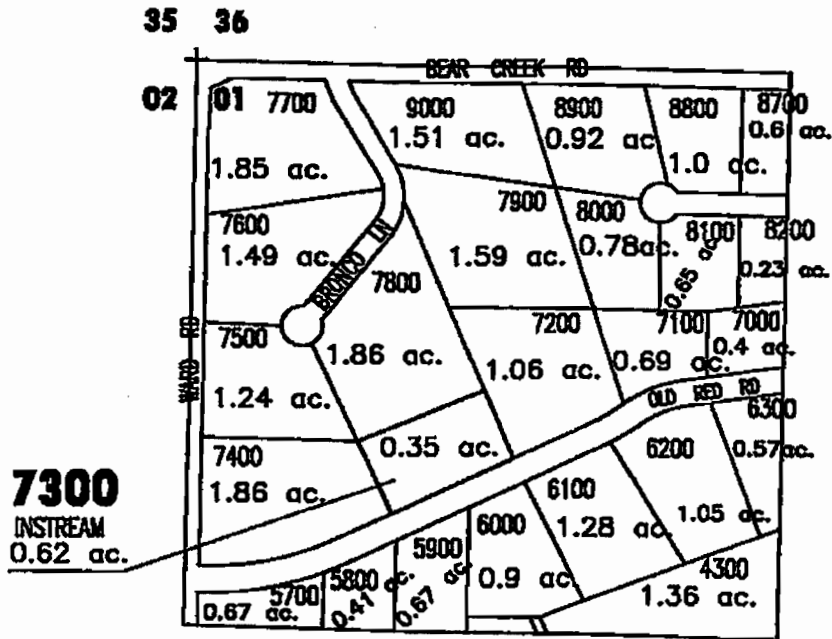 35 36
BEAR CREEK RD
02 01 7700 9000 8900 8800 8700
1.51 ac. 0.92 ac 0.6 ac.
1.85 ac. 1.0 ac.
7900 8000
7600
1.49 ac. BRONCO LN 1.59 ac. 0.78ac. 8100 8200
0.65 ac 0.23 ac.
7800
WARD RD 7500 7200 7100 7000
1.86 ac. 1.06 ac. 0.69 ac. 0.4 ac.
1.24 ac. OLD RED RD
6300
7400 0.35 ac. 6200 0.57ac.
7300 1.86 ac. 6100
INSTREAM 6000 1.28 ac. 1.05 ac.
0.62 ac. 5900
5800 0.9 ac 4300
5700 0.41 ac. 0.67 ac. 1.36 ac.
0.67 ac.